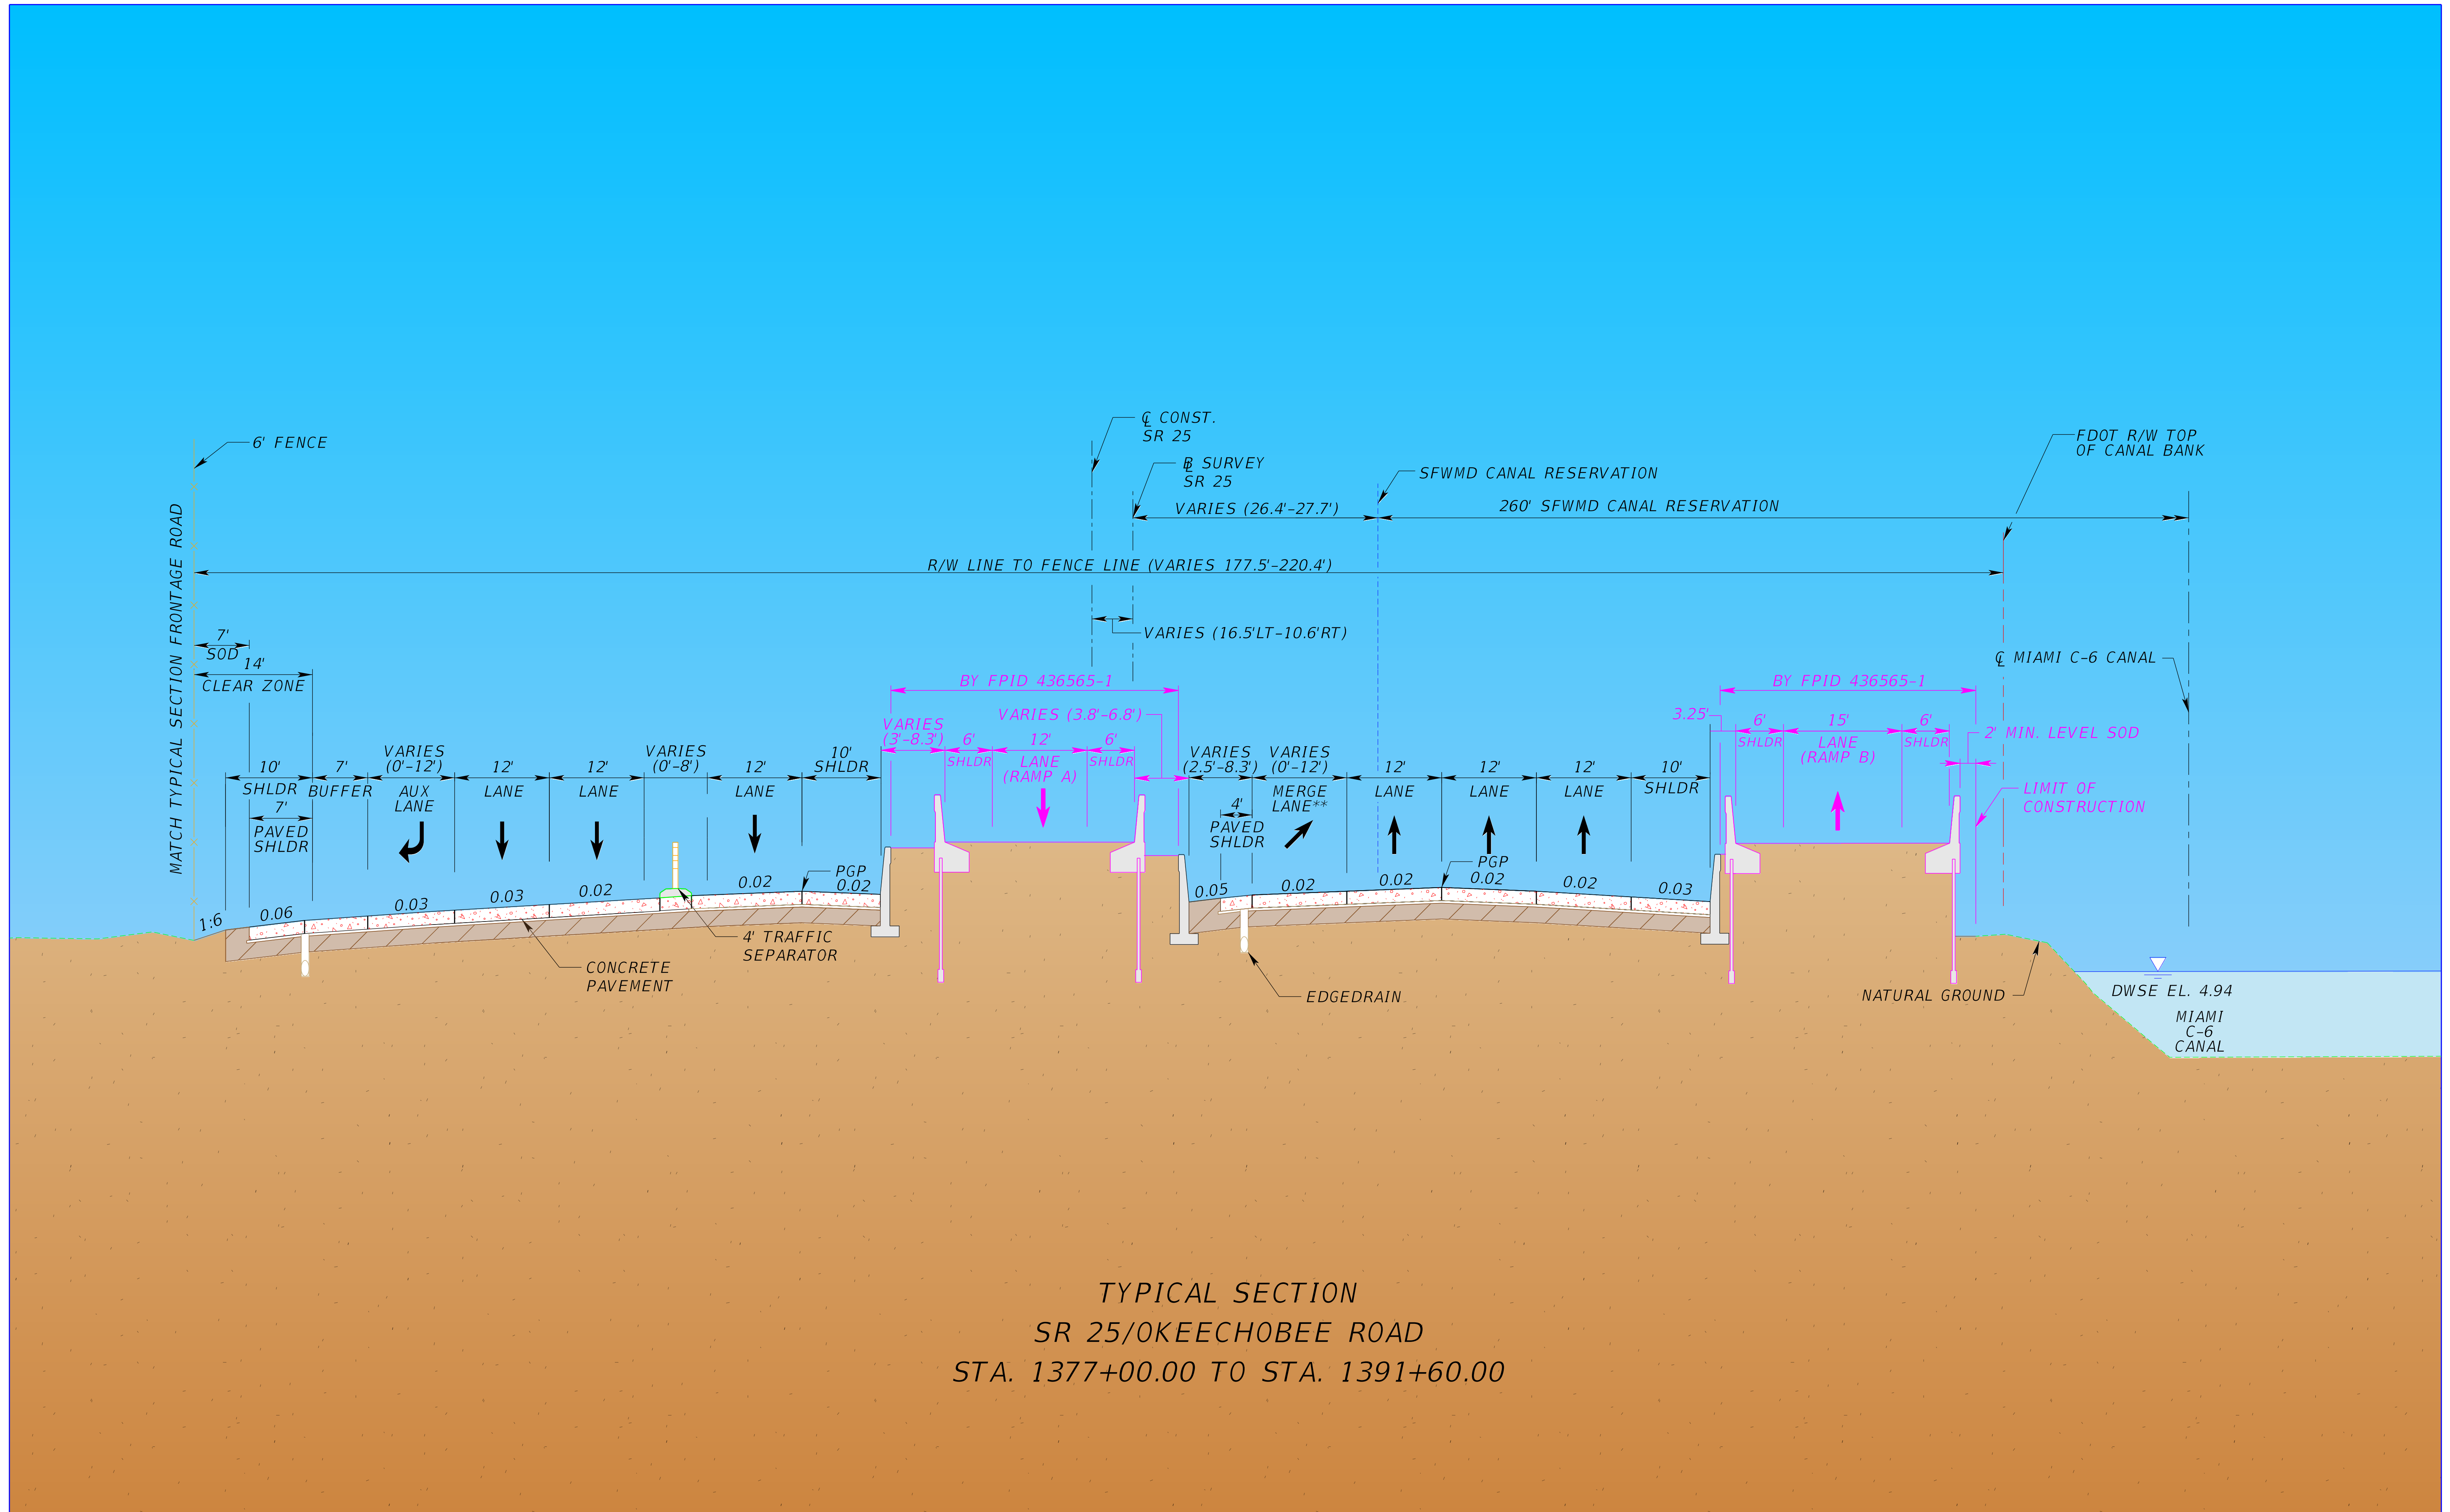 ℄ CONST.
SR 25
6' FENCE
FDOT R/W TOP
OF CANAL BANK
B̲L SURVEY
SR 25
SFWMD CANAL RESERVATION
VARIES (26.4'-27.7')
260' SFWMD CANAL RESERVATION
MATCH TYPICAL SECTION FRONTAGE ROAD
R/W LINE TO FENCE LINE (VARIES 177.5'-220.4')
VARIES (16.5'LT-10.6'RT)
7'
SOD
14'
CLEAR ZONE
℄ MIAMI C-6 CANAL
BY FPID 436565-1
BY FPID 436565-1
10'
SHLDR
7'
PAVED
SHLDR
7'
BUFFER
VARIES
(0'-12')
AUX
LANE
12'
LANE
12'
LANE
VARIES
(0'-8')
12'
LANE
10'
SHLDR
VARIES
(3'-8.3')
6'
SHLDR
12'
LANE
(RAMP A)
6'
SHLDR
VARIES (3.8'-6.8')
VARIES
(2.5'-8.3')
4'
PAVED
SHLDR
VARIES
(0'-12')
MERGE
LANE**
12'
LANE
12'
LANE
12'
LANE
10'
SHLDR
3.25'
6'
SHLDR
15'
LANE
(RAMP B)
6'
SHLDR
2' MIN. LEVEL SOD
LIMIT OF
CONSTRUCTION
1:6
0.06
0.03
0.03
0.02
0.02
PGP
0.02
0.05
0.02
0.02
PGP
0.02
0.02
0.03
4' TRAFFIC
SEPARATOR
CONCRETE
PAVEMENT
EDGEDRAIN
NATURAL GROUND
DWSE EL. 4.94
MIAMI
C-6
CANAL
TYPICAL SECTION
SR 25/OKEECHOBEE ROAD
STA. 1377+00.00 TO STA. 1391+60.00